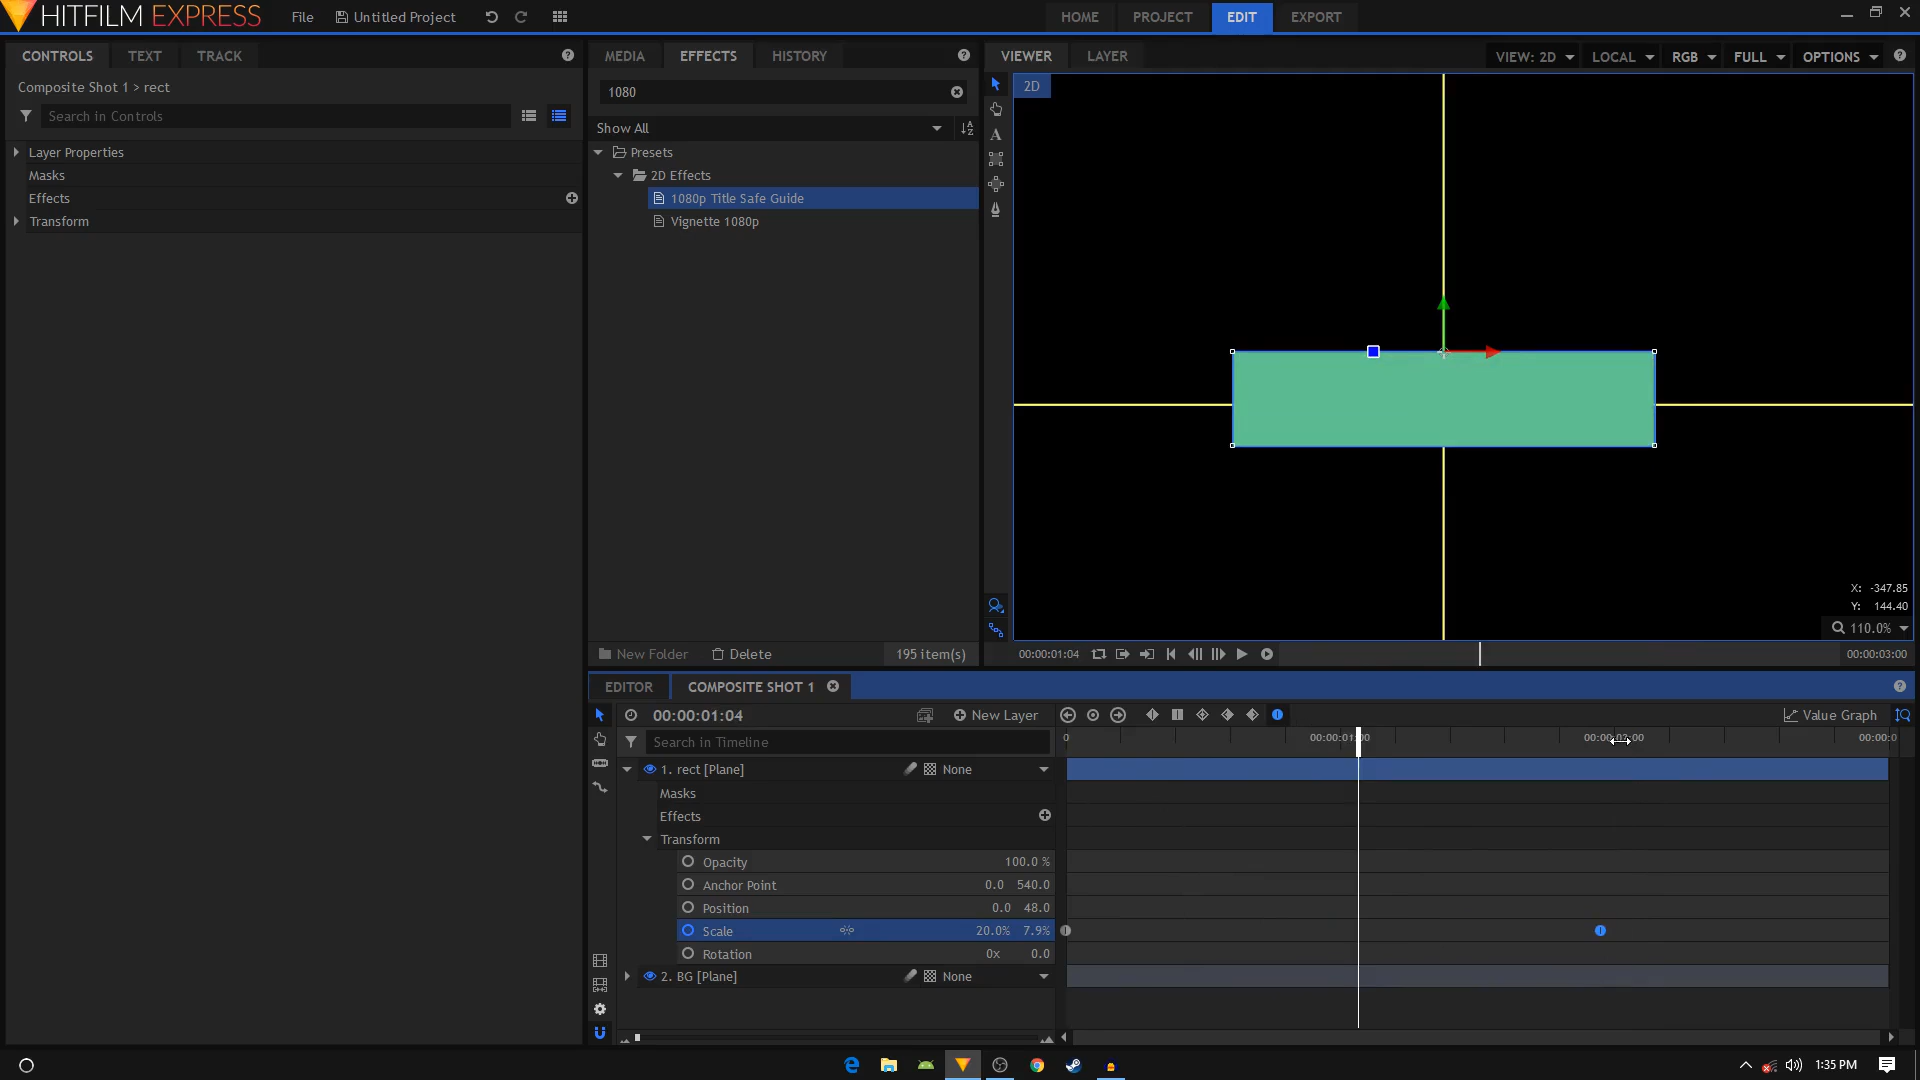 HITFILM EXPRESS
File
Untitled Project
HOME
PROJECT
EDIT
EXPORT
CONTROLS
TEXT
TRACK
MEDIA
EFFECTS
HISTORY
VIEWER
LAYER
VIEW: 2D
LOCAL
RGB
FULL
OPTIONS
Composite Shot 1 > rect
Search in Controls
Layer Properties
Masks
Effects
Transform
1080
Show All
Presets
2D Effects
1080p Title Safe Guide
Vignette 1080p
New Folder
Delete
195 item(s)
2D
X: -347.85
Y: 144.40
110.0%
00:00:01:04
00:00:03:00
EDITOR
COMPOSITE SHOT 1
00:00:01:04
New Layer
Value Graph
Search in Timeline
0
1. rect [Plane]
None
Masks
Effects
Transform
Opacity
100.0 %
Anchor Point
0.0 540.0
Position
0.0 48.0
Scale
20.0% 7.9%
Rotation
0x 0.0
2. BG [Plane]
None
1:35 PM